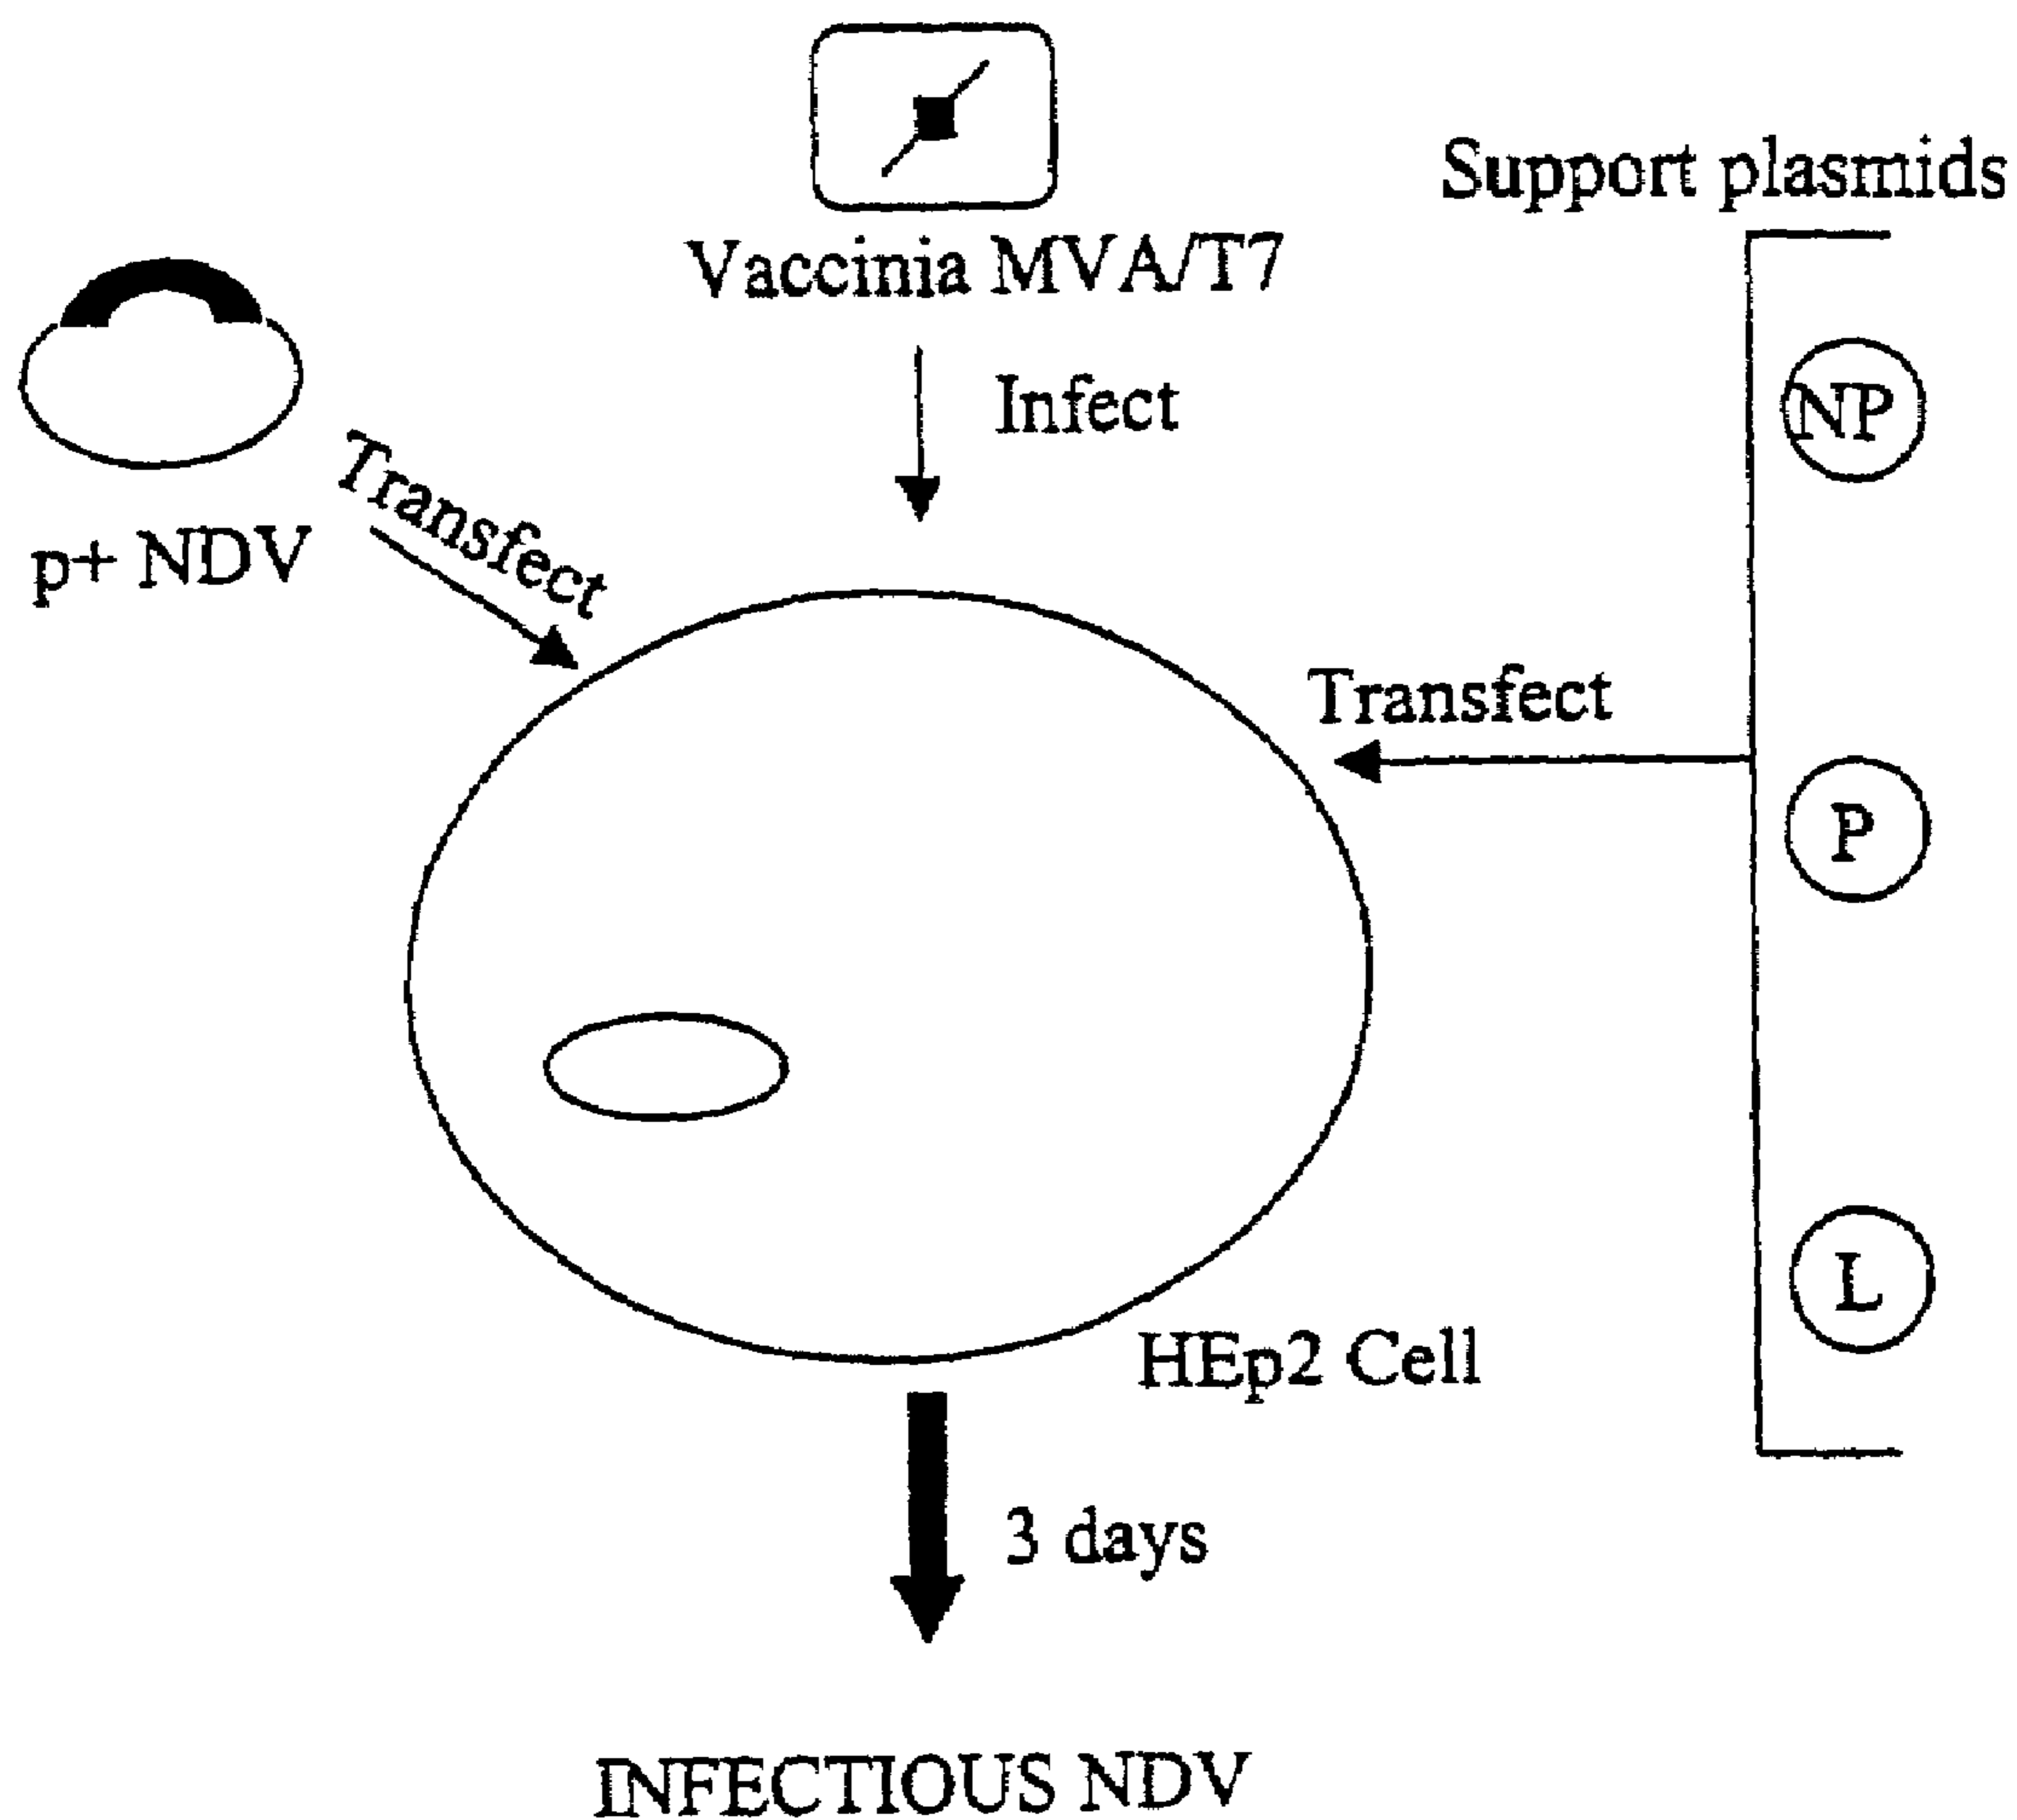 Support plasmids
Vaccinia MVA/T7
Infect
NP
Transfect
p+ NDV
Transfect
P
L
HEp2 Cell
3 days
INFECTIOUS NDV